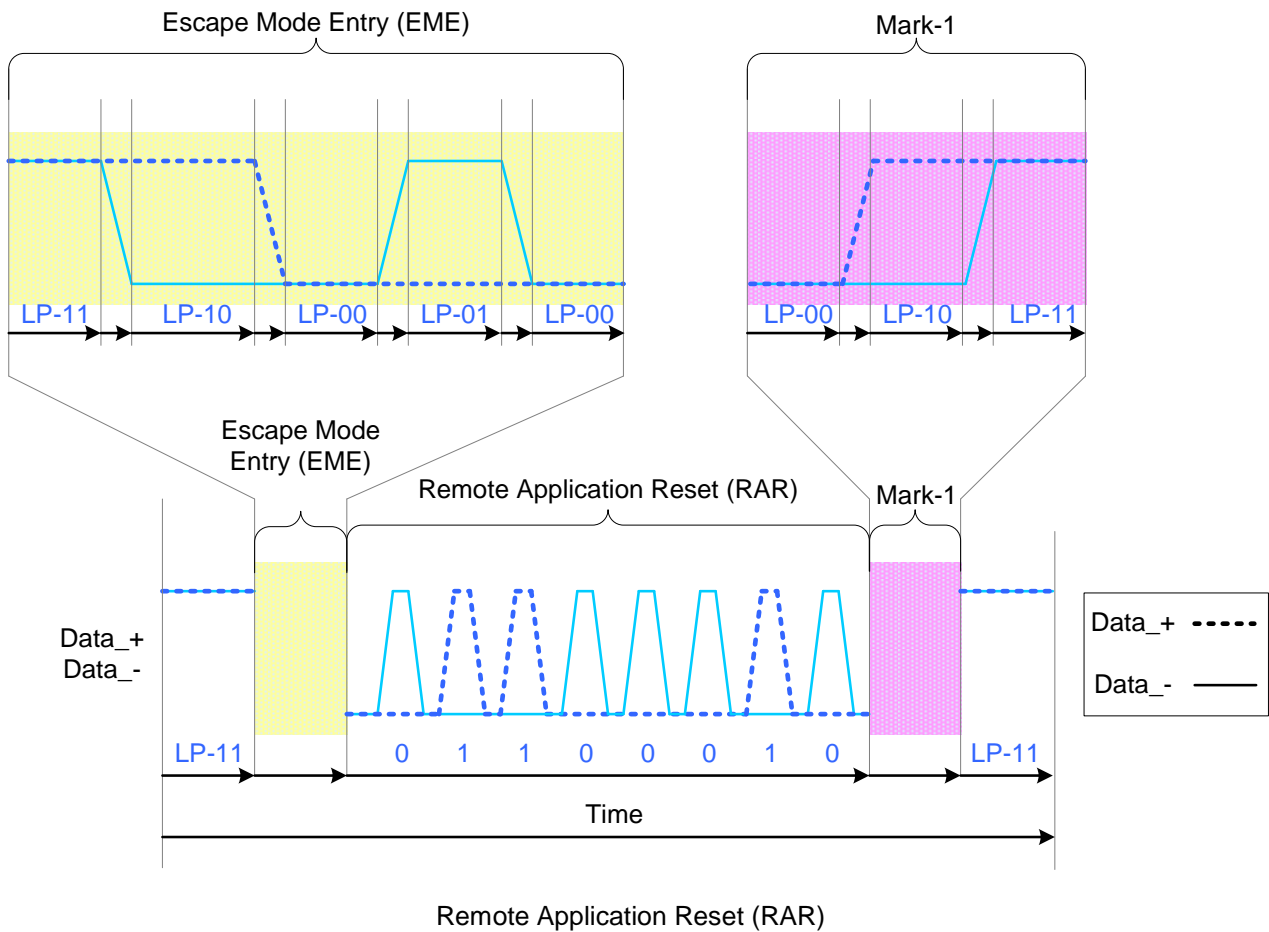 Escape Mode Entry (EME)
Mark-1
LP-11 LP-10 LP-00 LP-01 LP-00
LP-00 LP-10 LP-11
Escape Mode
Entry (EME)
Remote Application Reset (RAR)
Mark-1
Data_+
Data_-
Data_+
Data_-
LP-11 0 1 1 0 0 0 1 0 LP-11
Time
Remote Application Reset (RAR)